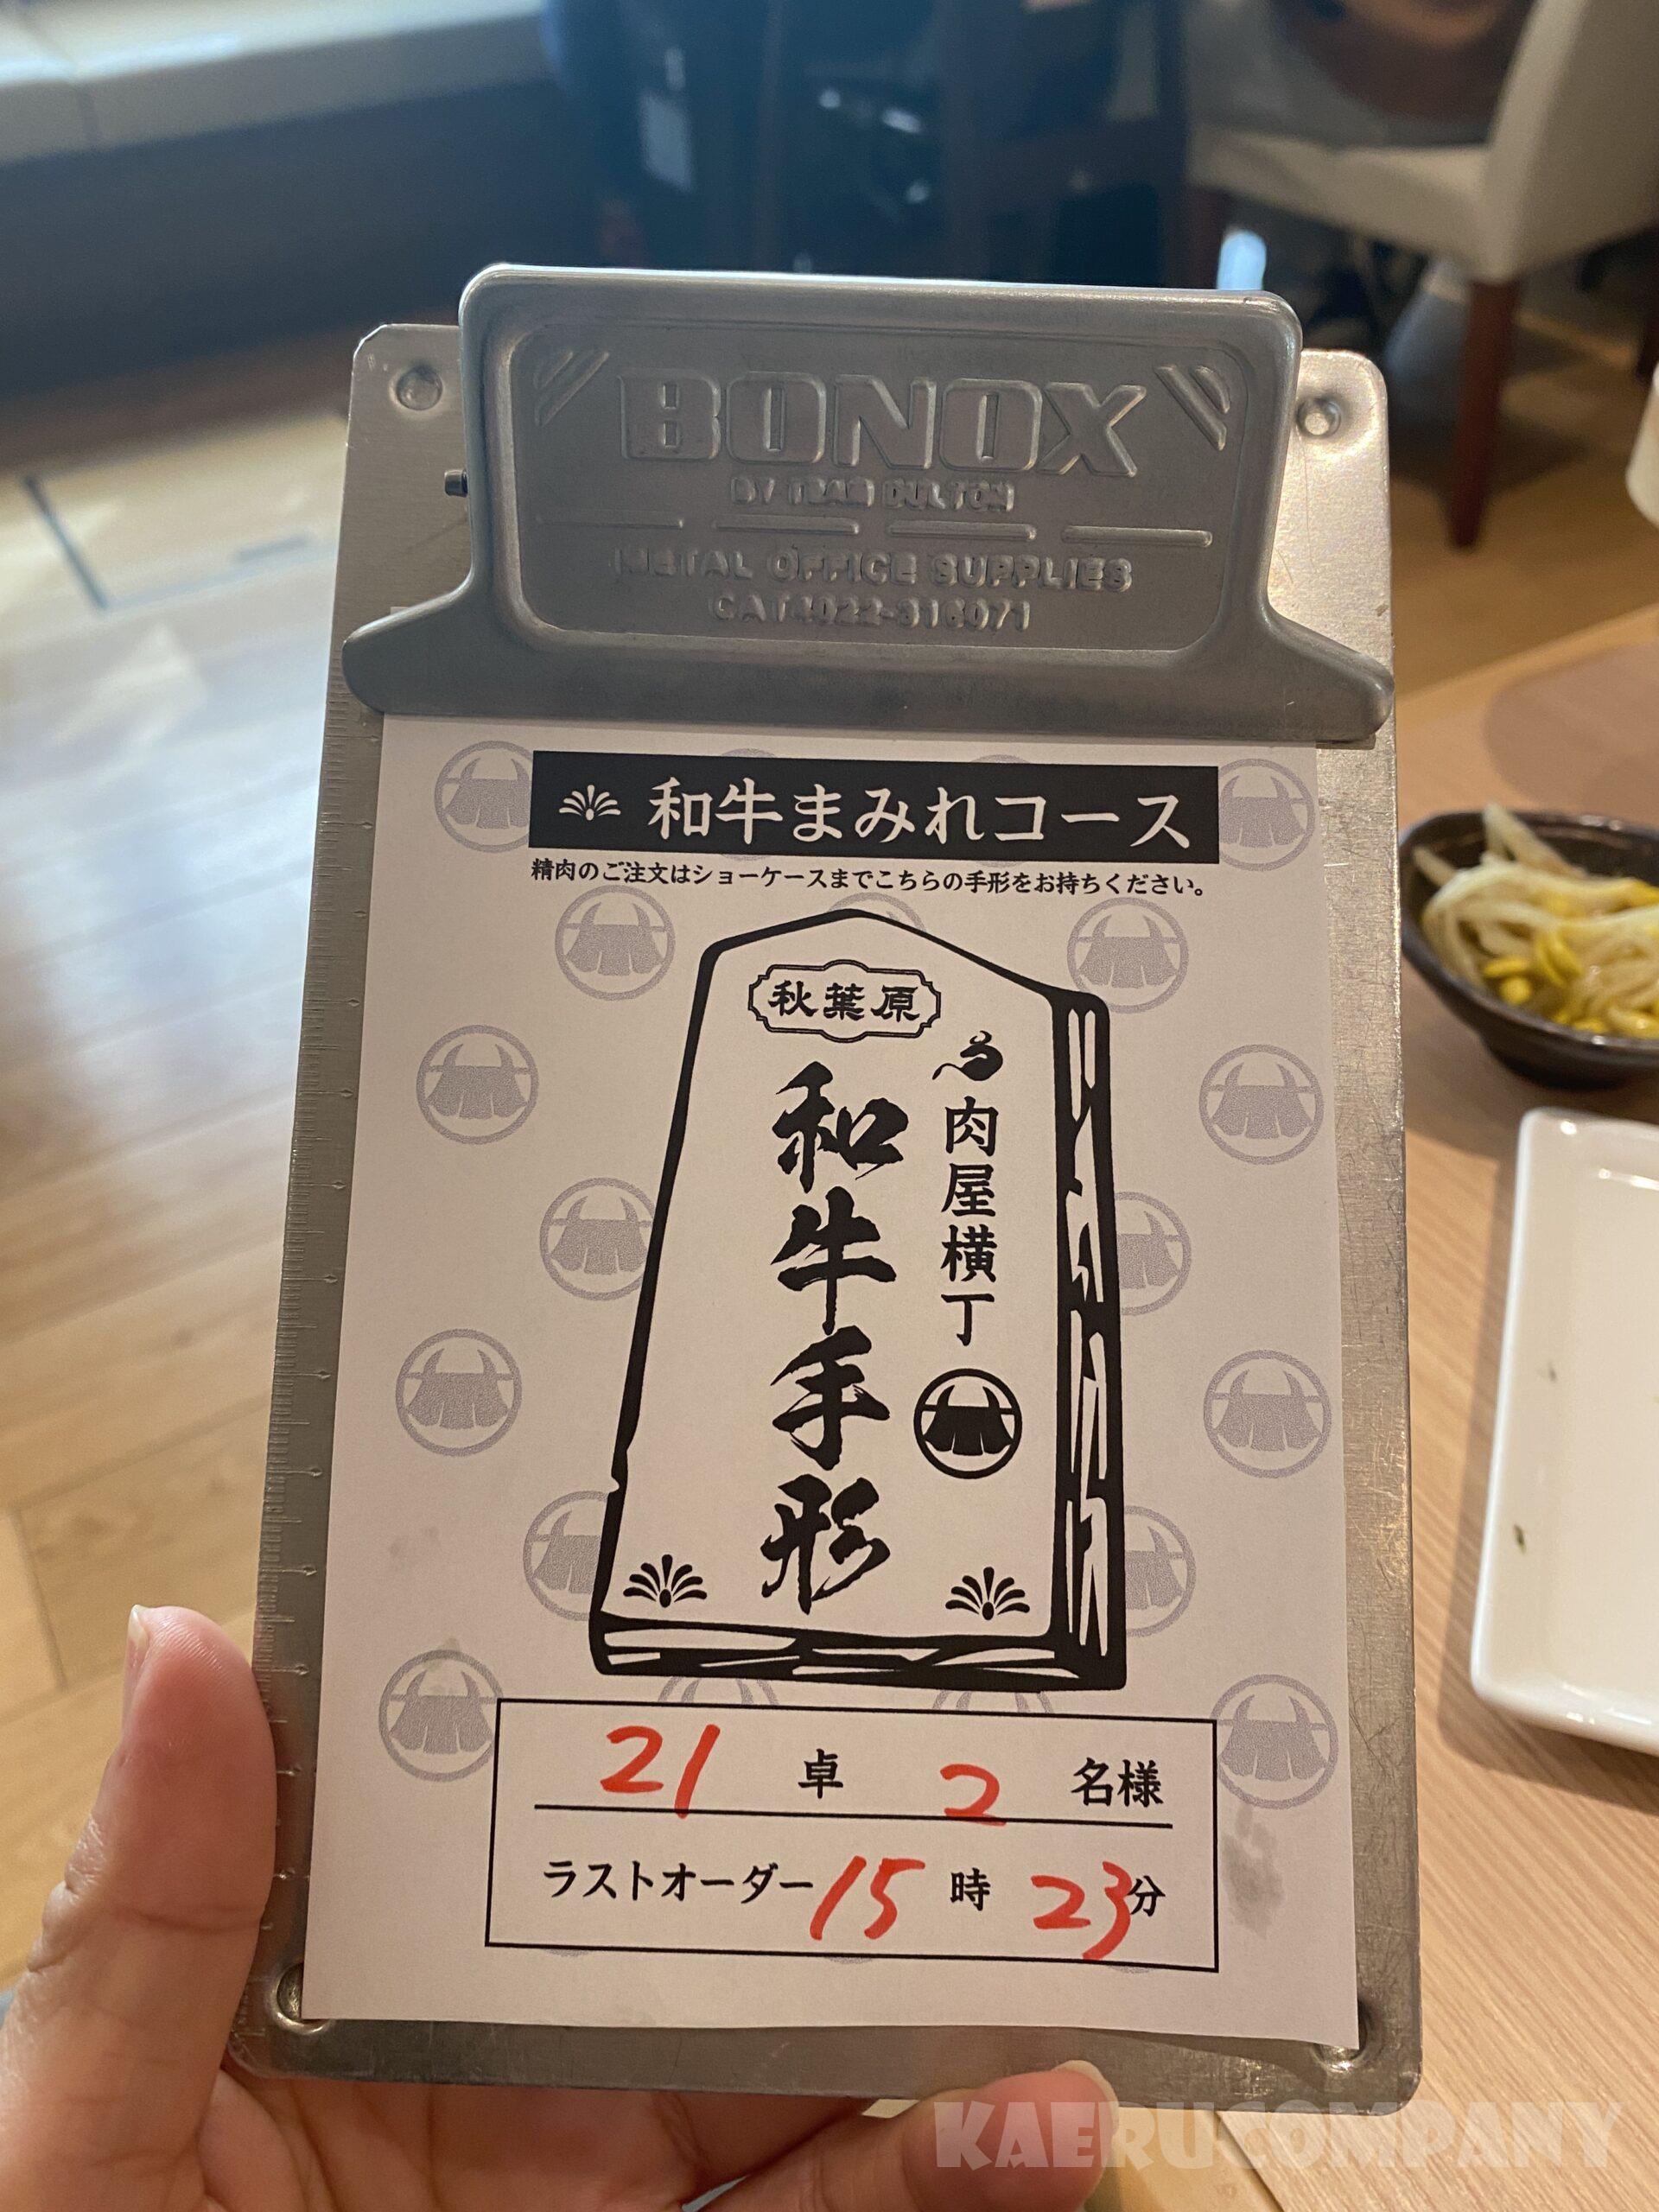 BONOX
BY TEAM DULTON
METAL OFFICE SUPPLIES
CAT4022-316071
和牛まみれコース
精肉のご注文はショーケースまでこちらの手形をお持ちください。
秋葉原
肉屋横丁
和牛手形
21 卓 2 名様
ラストオーダー 15 時 23 分
KAERUCOMPANY